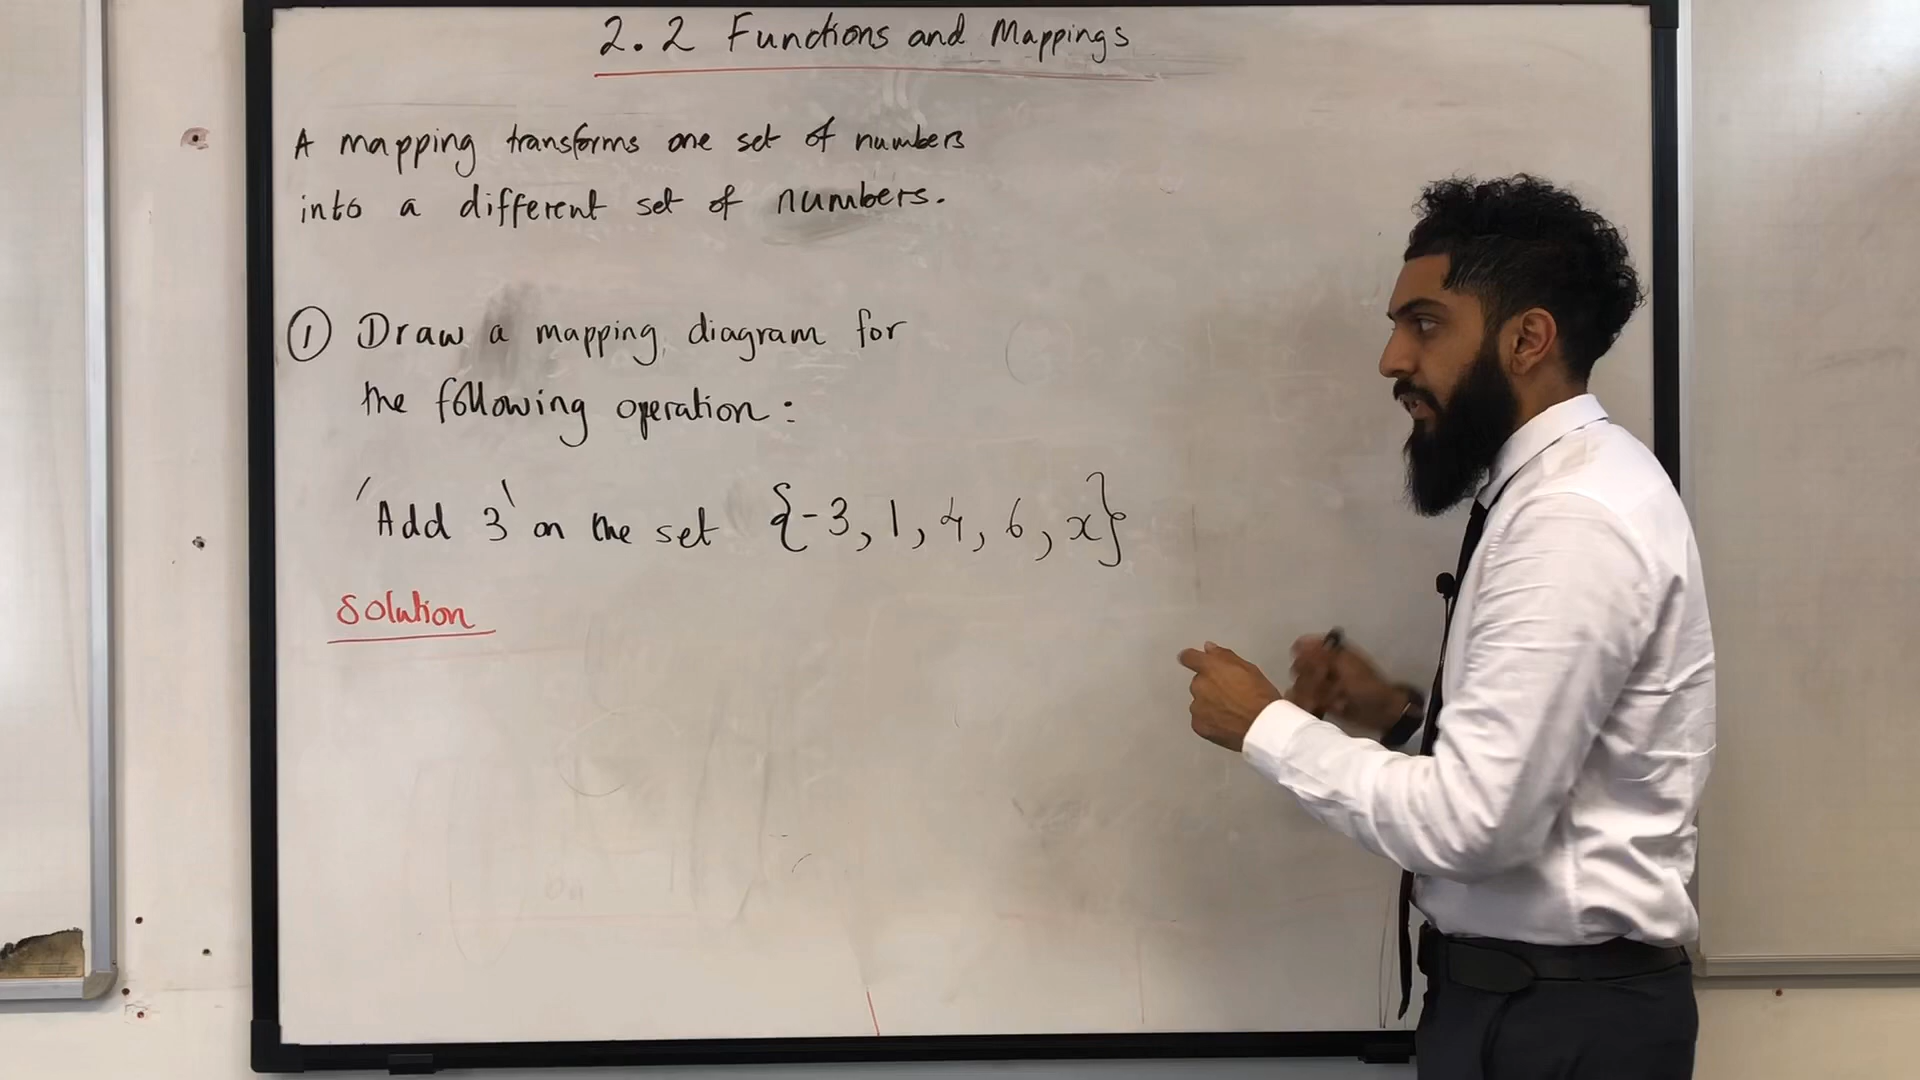 2.2 Functions and Mappings
A mapping transforms one set of numbers
into a different set of numbers.
① Draw a mapping diagram for
the following operation:
'Add 3' on the set {-3, 1, 4, 6, x}
Solution